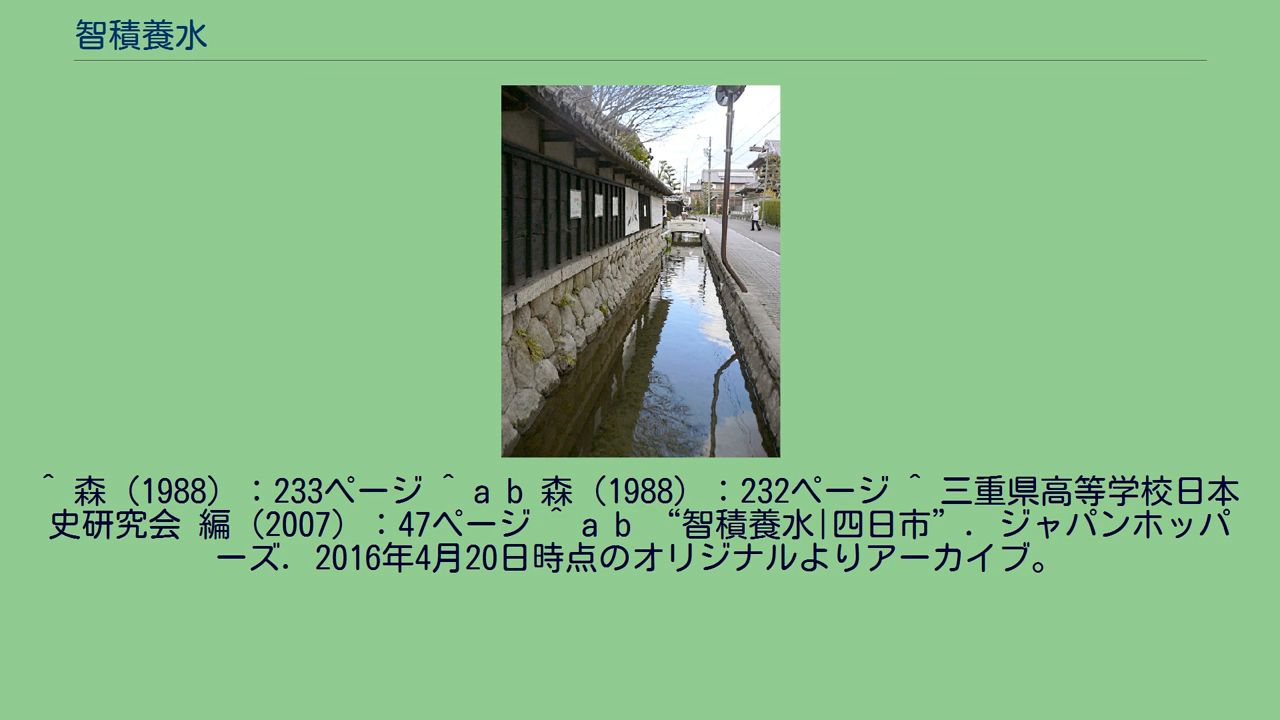 智積養水
^ 森（1988）：233ページ ^ a b 森（1988）：232ページ ^ 三重県高等学校日本
史研究会 編（2007）：47ページ ^ a b “智積養水|四日市”. ジャパンホッパ
ーズ. 2016年4月20日時点のオリジナルよりアーカイブ。